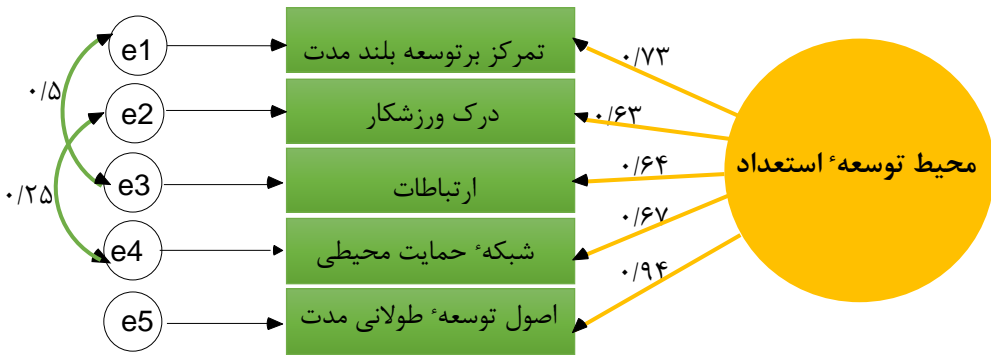 e1
تمرکز برتوسعه بلند مدت
۰/۷۳
۰/۵
e2
درک ورزشکار
۰/۶۳
e3
ارتباطات
۰/۶۴
محیط توسعهٔ استعداد
۰/۲۵
e4
شبکهٔ حمایت محیطی
۰/۶۷
e5
اصول توسعهٔ طولانی مدت
۰/۹۴